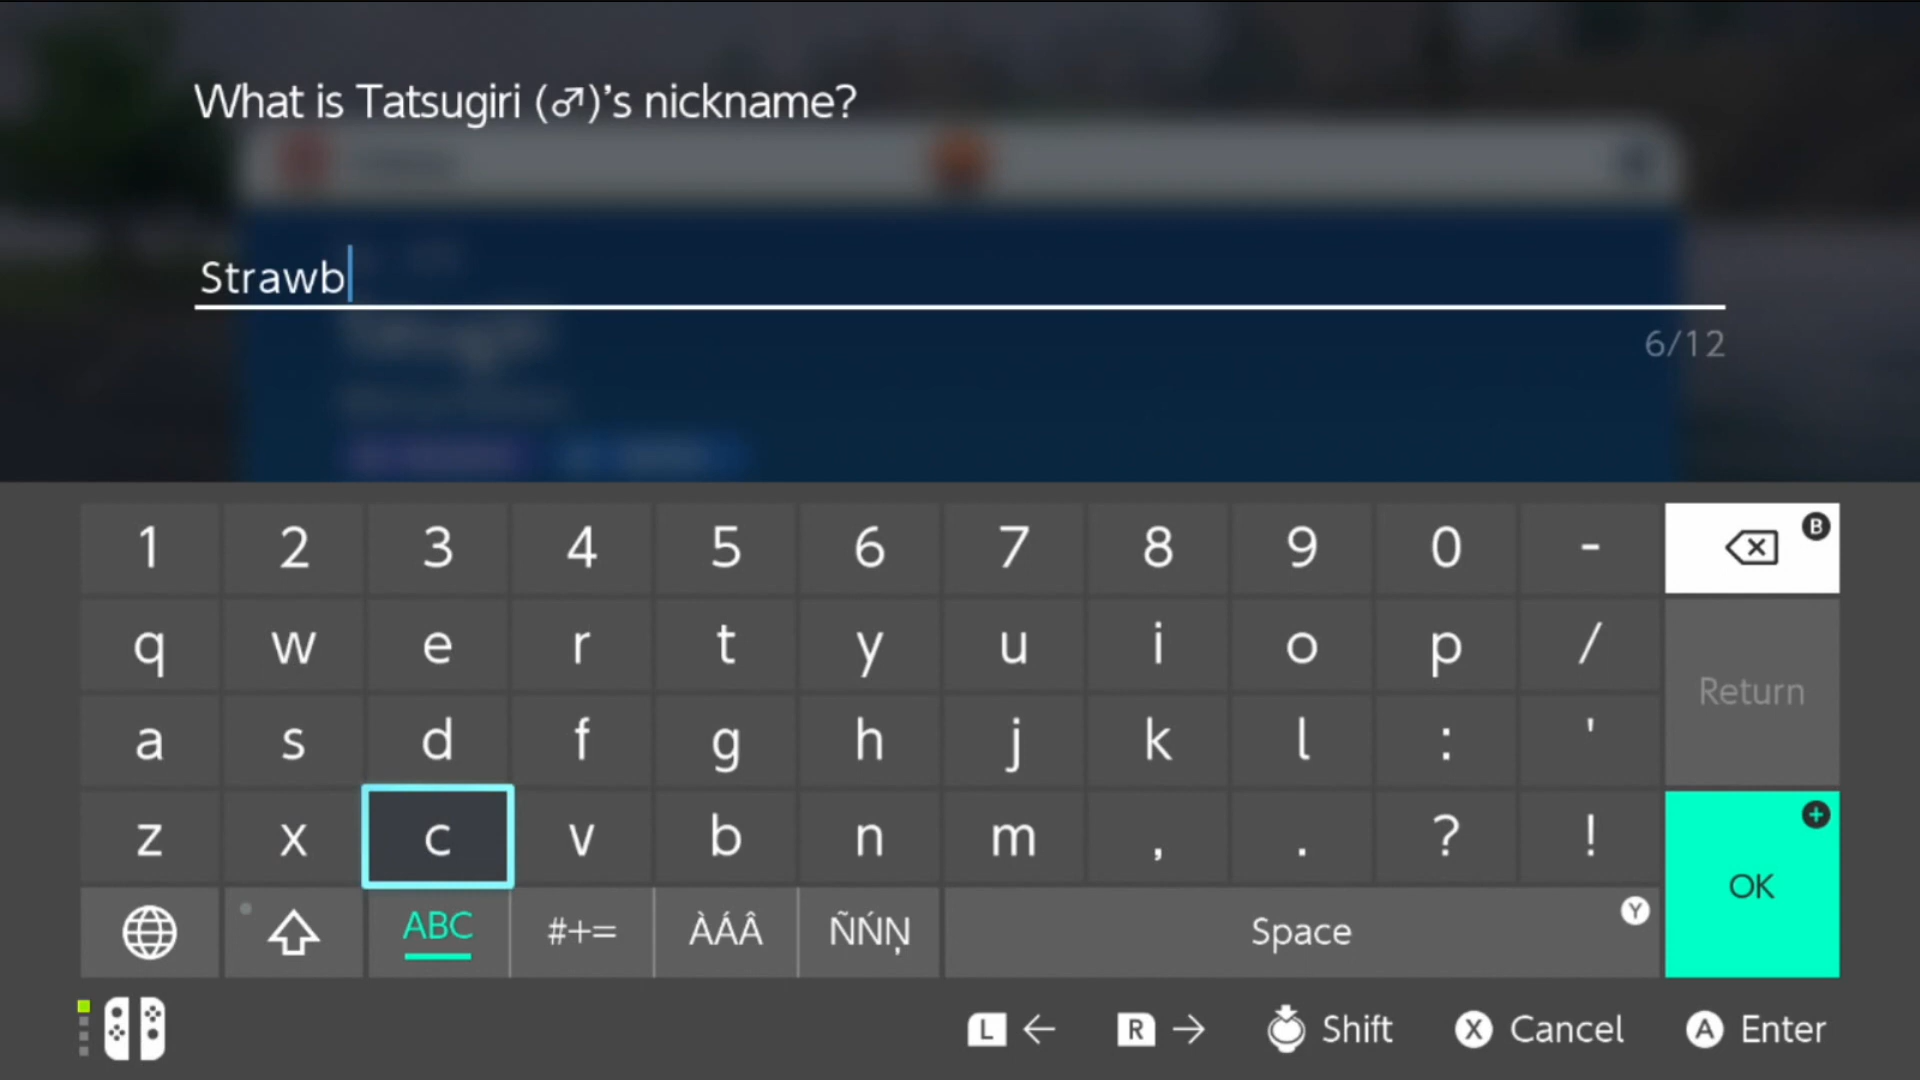 What is Tatsugiri (♂)’s nickname?
Strawb
6/12
1 2 3 4 5 6 7 8 9 0 - B
q w e r t y u i o p /
Return
a s d f g h j k l : '
z x c v b n m , . ? ! +
OK
ABC #+= ÀÁÂ ÑŃŅ Space Y
L ← R → Shift X Cancel A Enter